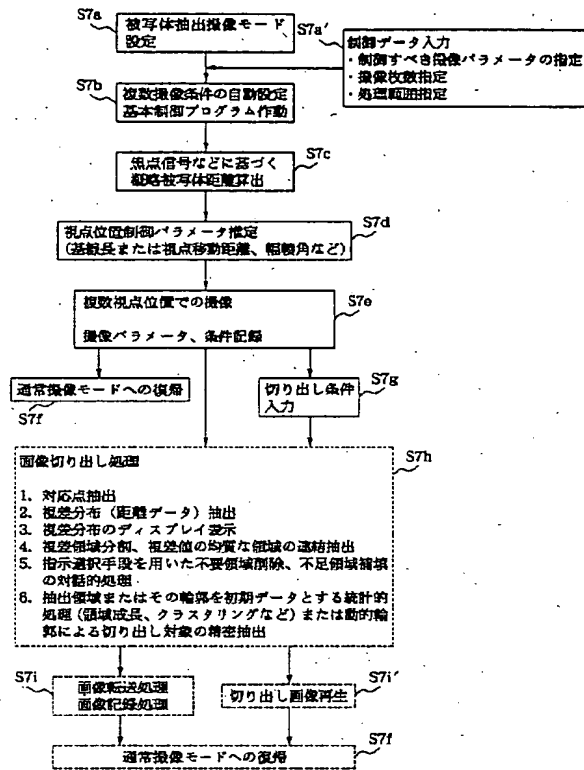 S7a
被写体抽出撮像モード
設定
S7a′
制御データ入力
・制御すべき撮像パラメータの指定
・撮像枚数指定
・処理範囲指定
S7b
複数撮像条件の自動設定
基本制御プログラム作動
焦点信号などに基づく
概略被写体距離算出
S7c
S7d
視点位置制御パラメータ推定
(基線長または視点移動距離、輻輳角など)
複数視点位置での撮像
撮像パラメータ、条件記録
S7e
通常撮像モードへの復帰
S7f
切り出し条件
入力
S7g
S7h
画像切り出し処理
1. 対応点抽出
2. 視差分布(距離データ)抽出
3. 視差分布のディスプレイ表示
4. 視差領域分割、視差値の均質な領域の連結抽出
5. 指示選択手段を用いた不要領域削除、不足領域補填
の対話的処理
6. 抽出領域またはその輪郭を初期データとする統計的
処理(領域成長、クラスタリングなど)または動的輪
郭による切り出し対象の精密抽出
S7i
画像転送処理
画像記録処理
S7i′
切り出し画像再生
S7f
通常撮像モードへの復帰